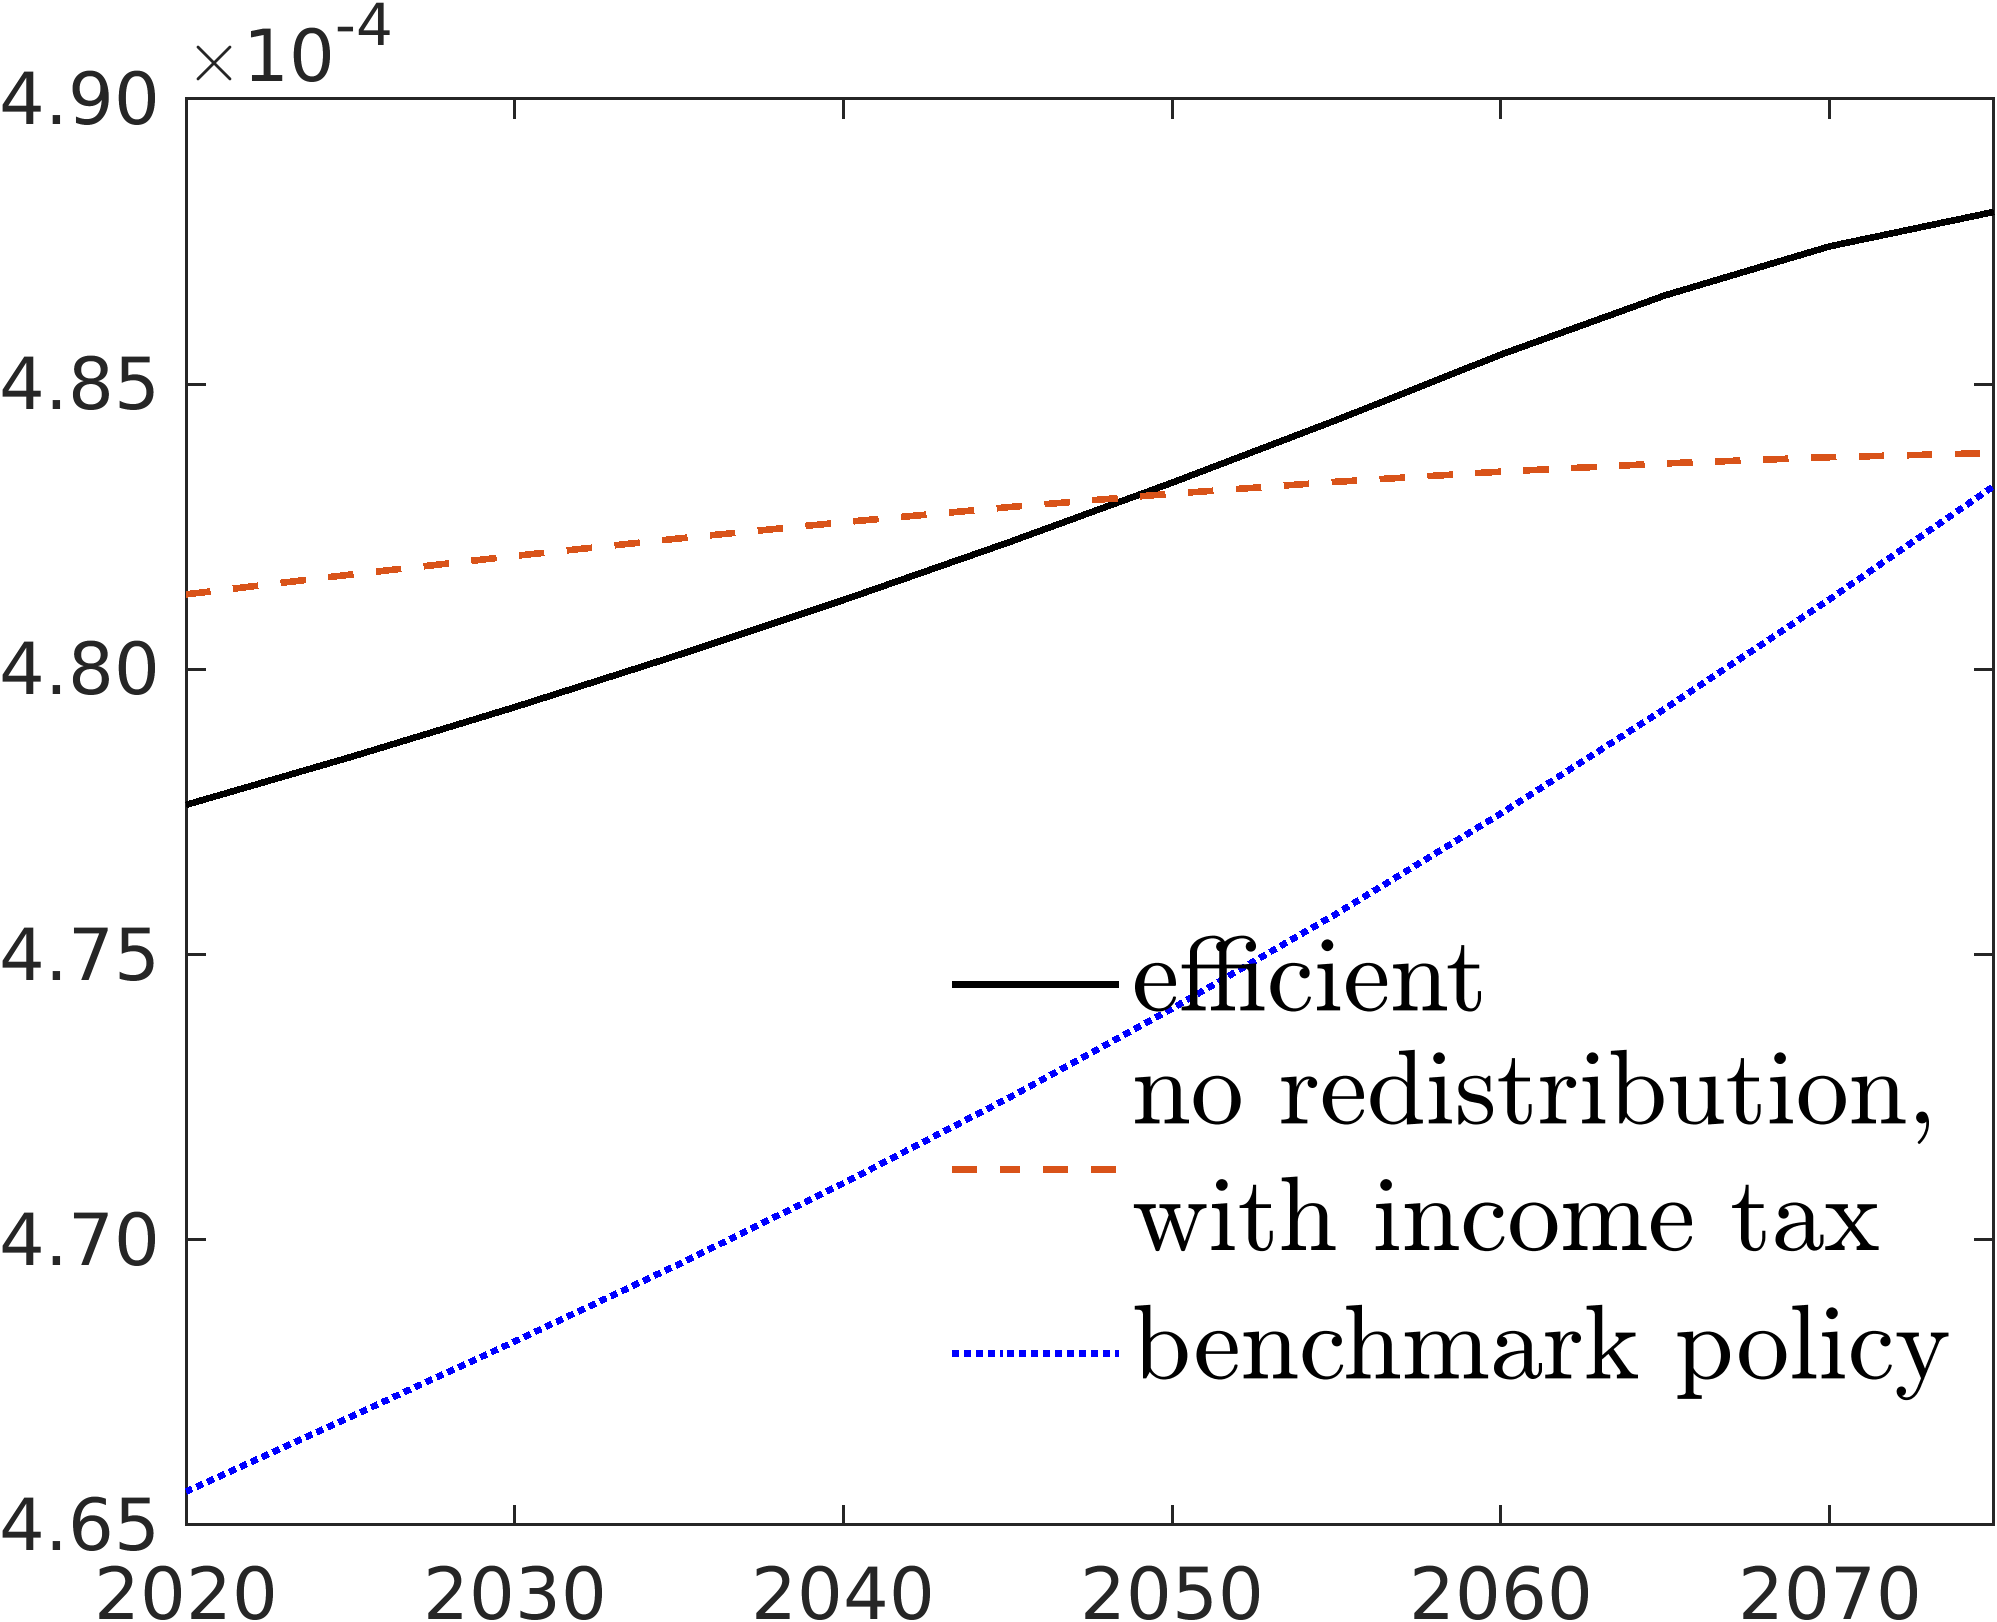 ×10-4
4.90
4.85
4.80
4.75
4.70
4.65
efficient
no redistribution,
with income tax
benchmark policy
2020 2030 2040 2050 2060 2070